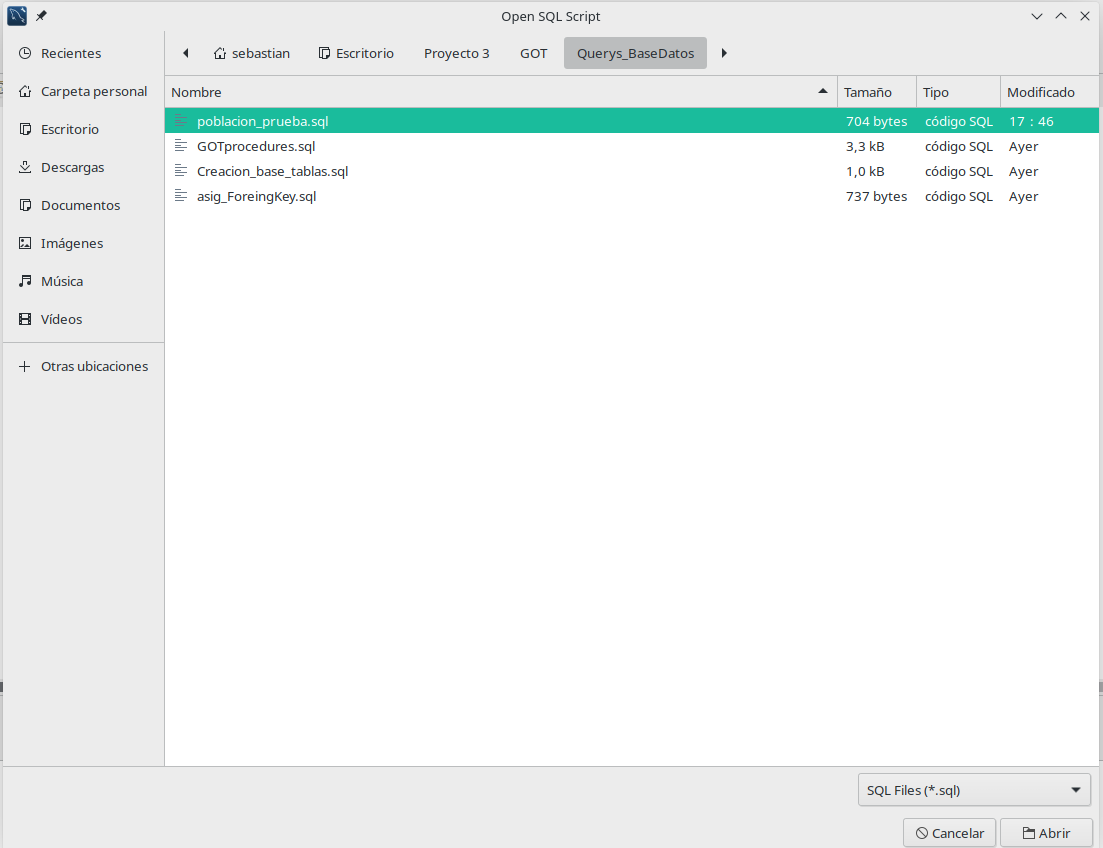 Open SQL Script
Recientes
Carpeta personal
Escritorio
Descargas
Documentos
Imágenes
Música
Vídeos
Otras ubicaciones
sebastian Escritorio Proyecto 3 GOT Querys_BaseDatos
Nombre Tamaño Tipo Modificado
poblacion_prueba.sql 704 bytes código SQL 17 : 46
GOTprocedures.sql 3,3 kB código SQL Ayer
Creacion_base_tablas.sql 1,0 kB código SQL Ayer
asig_ForeingKey.sql 737 bytes código SQL Ayer
SQL Files (*.sql)
Cancelar Abrir